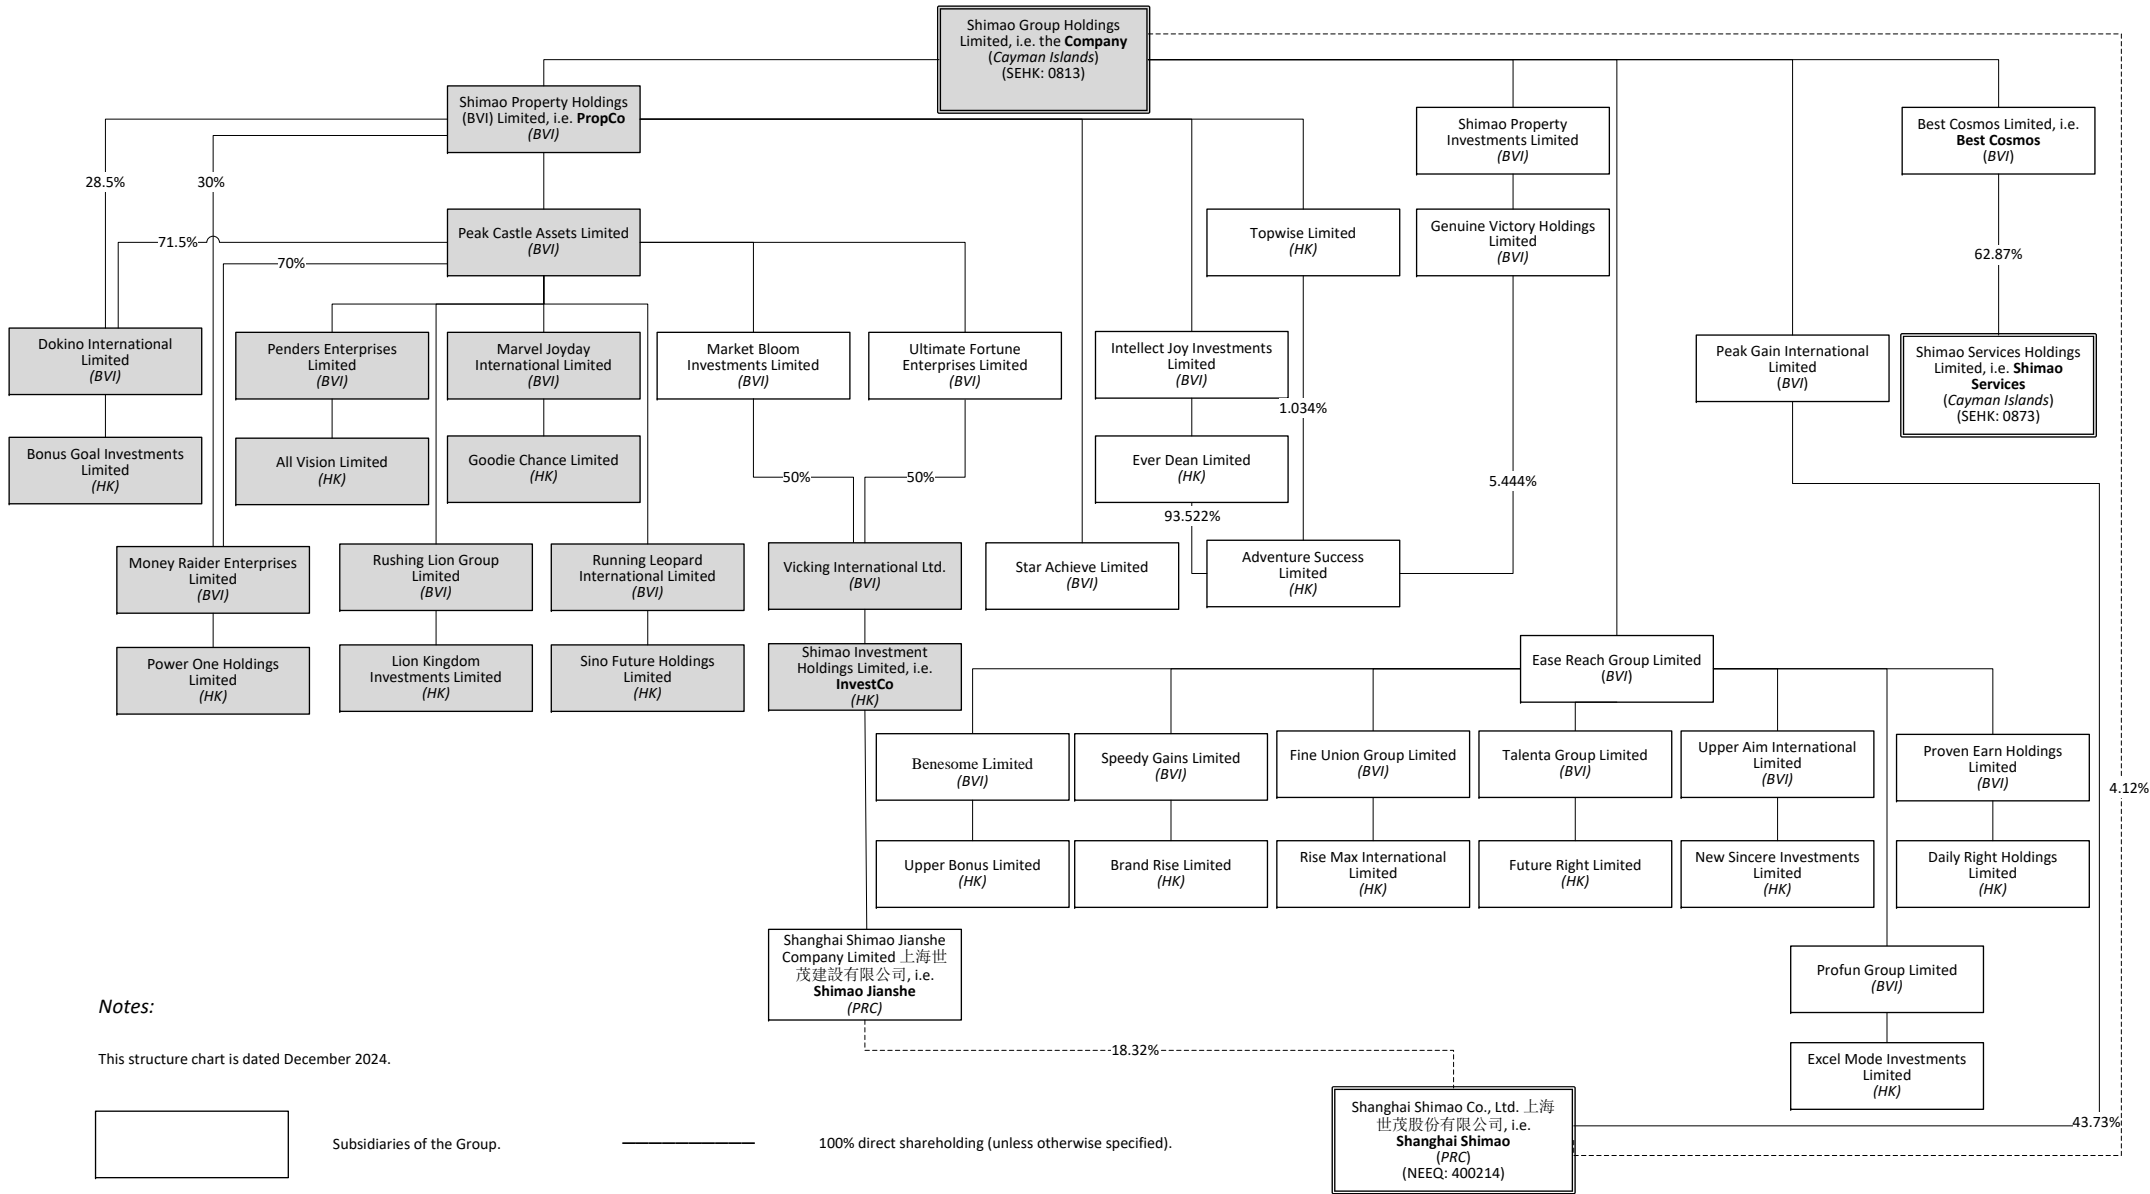 Shimao Group Holdings
Limited, i.e. the Company
(Cayman Islands)
(SEHK: 0813)
Shimao Property Holdings
(BVI) Limited, i.e. PropCo
(BVI)
Shimao Property
Investments Limited
(BVI)
Best Cosmos Limited, i.e.
Best Cosmos
(BVI)
28.5%
30%
Peak Castle Assets Limited
(BVI)
Topwise Limited
(HK)
Genuine Victory Holdings
Limited
(BVI)
71.5%
70%
62.87%
Dokino International
Limited
(BVI)
Penders Enterprises
Limited
(BVI)
Marvel Joyday
International Limited
(BVI)
Market Bloom
Investments Limited
(BVI)
Ultimate Fortune
Enterprises Limited
(BVI)
Intellect Joy Investments
Limited
(BVI)
Peak Gain International
Limited
(BVI)
Shimao Services Holdings
Limited, i.e. Shimao
Services
(Cayman Islands)
(SEHK: 0873)
1.034%
Bonus Goal Investments
Limited
(HK)
All Vision Limited
(HK)
Goodie Chance Limited
(HK)
50%
50%
Ever Dean Limited
(HK)
5.444%
93.522%
Money Raider Enterprises
Limited
(BVI)
Rushing Lion Group
Limited
(BVI)
Running Leopard
International Limited
(BVI)
Vicking International Ltd.
(BVI)
Star Achieve Limited
(BVI)
Adventure Success
Limited
(HK)
Power One Holdings
Limited
(HK)
Lion Kingdom
Investments Limited
(HK)
Sino Future Holdings
Limited
(HK)
Shimao Investment
Holdings Limited, i.e.
InvestCo
(HK)
Ease Reach Group Limited
(BVI)
Benesome Limited
(BVI)
Speedy Gains Limited
(BVI)
Fine Union Group Limited
(BVI)
Talenta Group Limited
(BVI)
Upper Aim International
Limited
(BVI)
Proven Earn Holdings
Limited
(BVI)
4.12%
Upper Bonus Limited
(HK)
Brand Rise Limited
(HK)
Rise Max International
Limited
(HK)
Future Right Limited
(HK)
New Sincere Investments
Limited
(HK)
Daily Right Holdings
Limited
(HK)
Shanghai Shimao Jianshe
Company Limited 上海世
茂建設有限公司, i.e.
Shimao Jianshe
(PRC)
Profun Group Limited
(BVI)
Notes:
This structure chart is dated December 2024.
18.32%
Excel Mode Investments
Limited
(HK)
Shanghai Shimao Co., Ltd. 上海
世茂股份有限公司, i.e.
Shanghai Shimao
(PRC)
(NEEQ: 400214)
43.73%
Subsidiaries of the Group.
100% direct shareholding (unless otherwise specified).